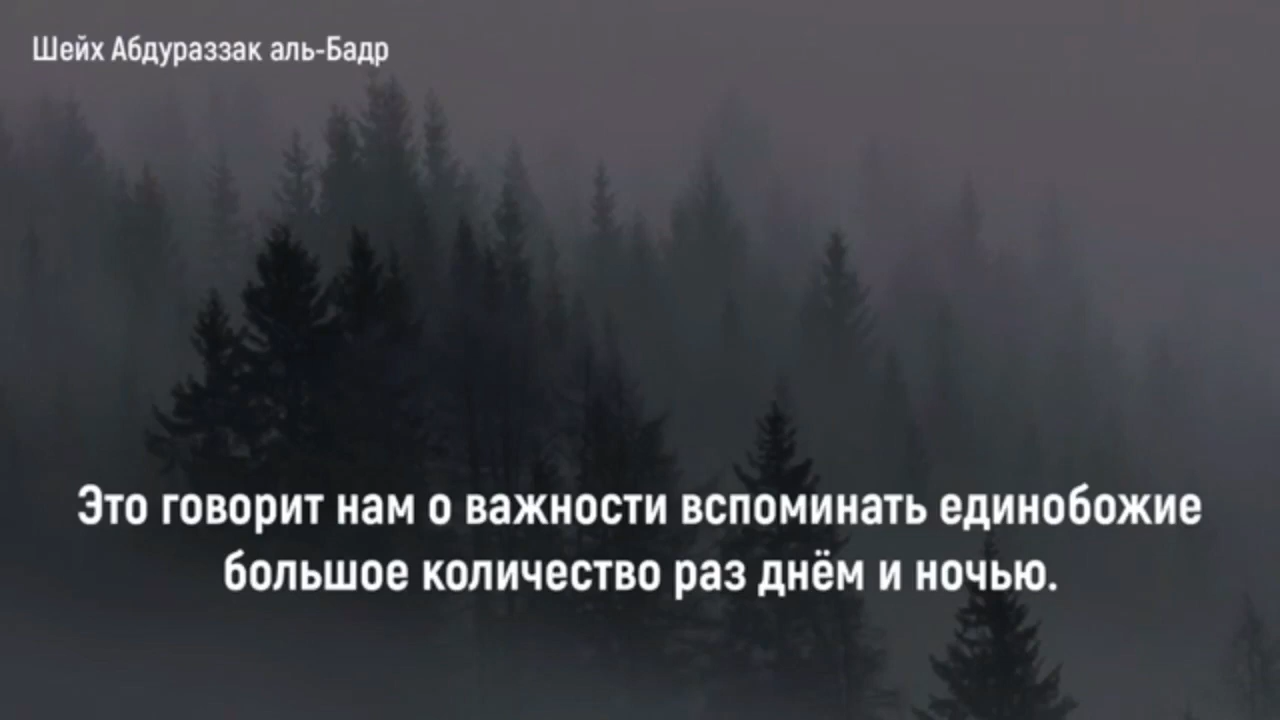 Шейх Абдураззак аль-Бадр
Это говорит нам о важности вспоминать единобожие
большое количество раз днём и ночью.